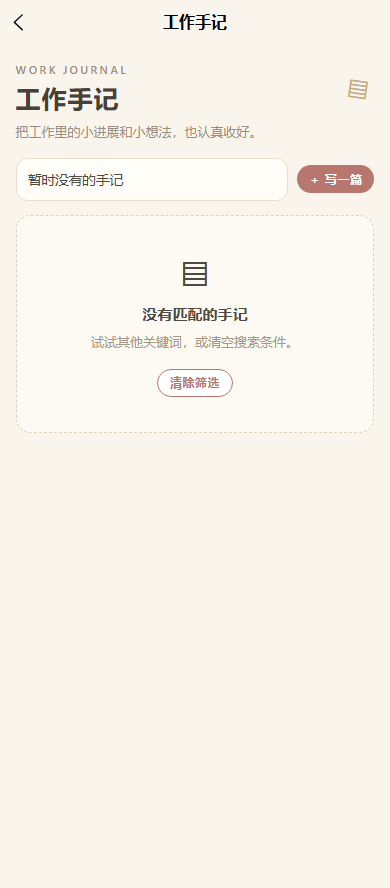 工作手记
WORK JOURNAL
工作手记
把工作里的小进展和小想法，也认真收好。
暂时没有的手记
+ 写一篇
没有匹配的手记
试试其他关键词，或清空搜索条件。
清除筛选